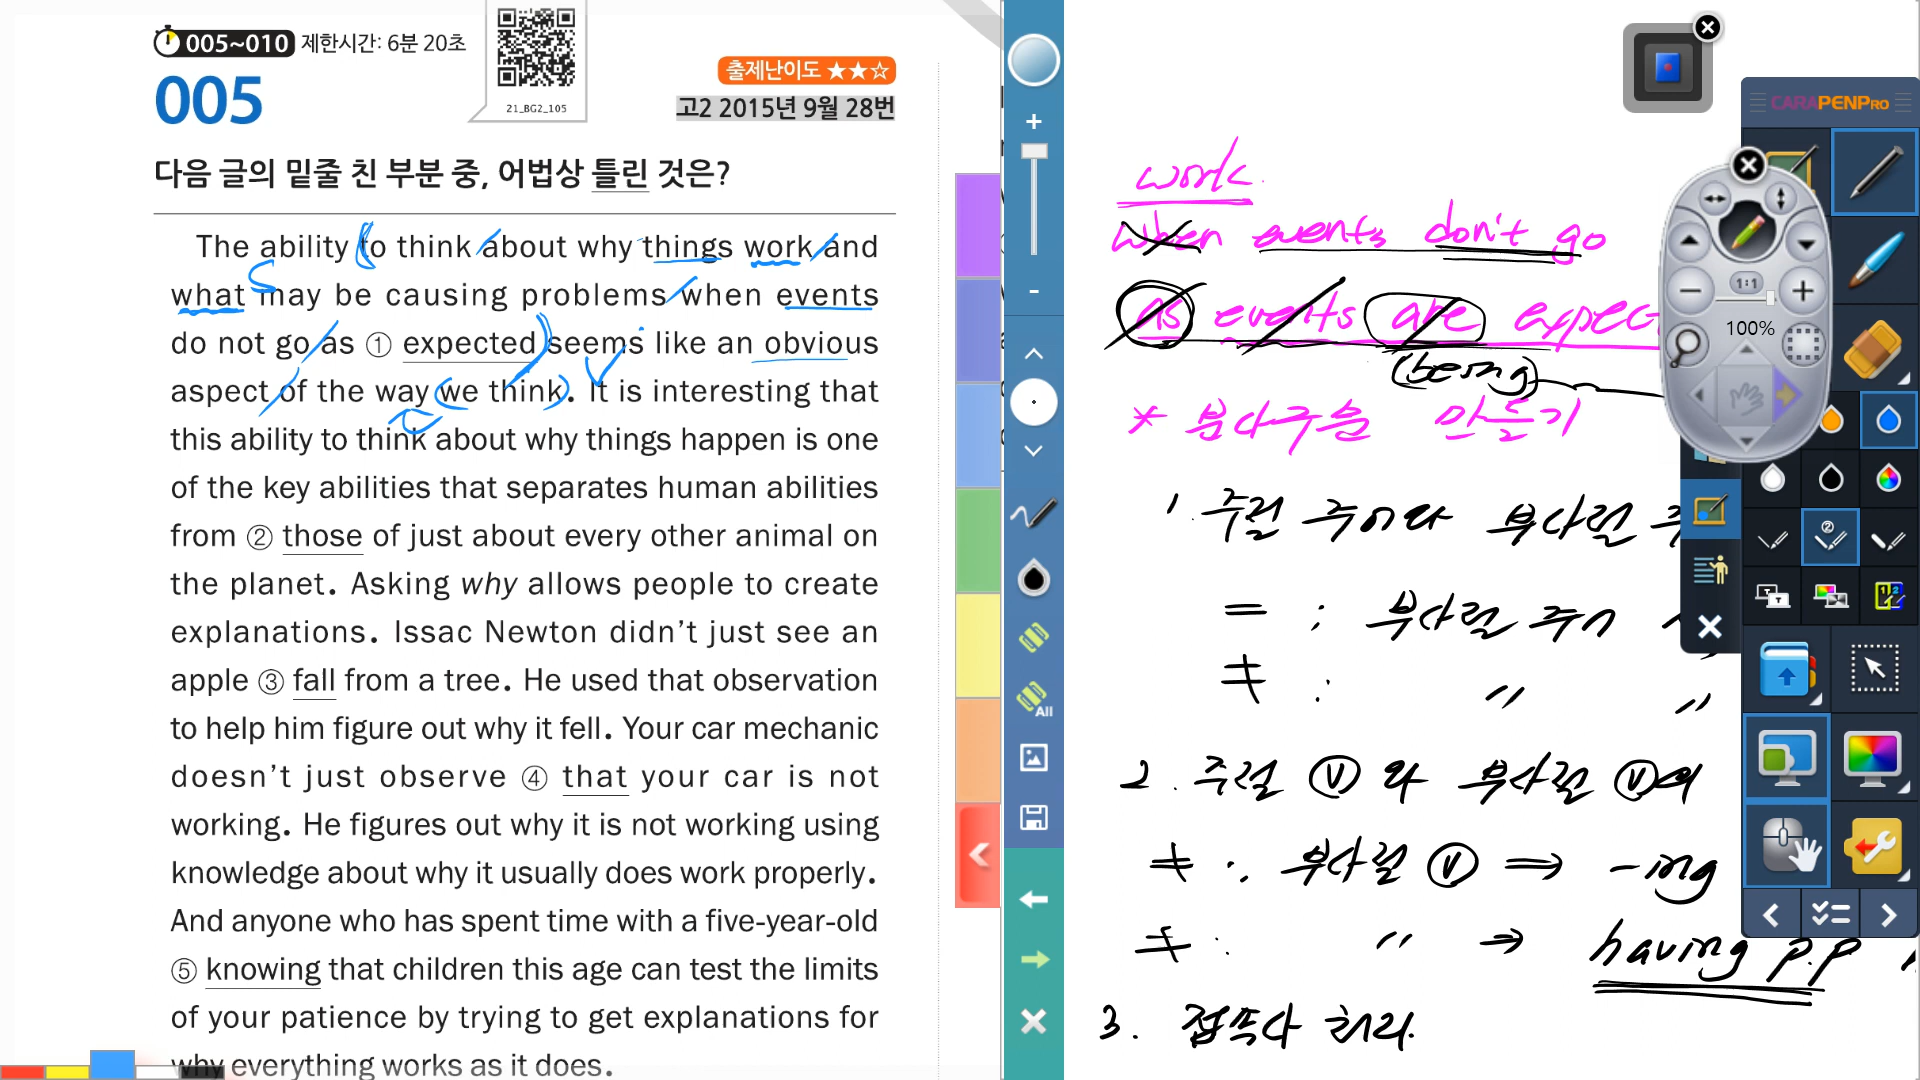 005~010 제한시간: 6분 20초
21_BG2_105
005
출제난이도 ★★☆
고2 2015년 9월 28번
다음 글의 밑줄 친 부분 중, 어법상 틀린 것은?
The ability to think about why things work and
what may be causing problems when events
do not go as ① expected seems like an obvious
aspect of the way we think. It is interesting that
this ability to think about why things happen is one
of the key abilities that separates human abilities
from ② those of just about every other animal on
the planet. Asking why allows people to create
explanations. Issac Newton didn't just see an
apple ③ fall from a tree. He used that observation
to help him figure out why it fell. Your car mechanic
doesn't just observe ④ that your car is not
working. He figures out why it is not working using
knowledge about why it usually does work properly.
And anyone who has spent time with a five-year-old
⑤ knowing that children this age can test the limits
of your patience by trying to get explanations for
why everything works as it does.
S
V
+
-
All
work.
when events don't go
as events are expec
(being)
* 분사구문 만들기
1. 주절 주어와 부사절 주
= : 부사절 주어
≠ : 〃 〃
2. 주절 Ⓥ와 부사절 Ⓥ의
부사절 Ⓥ ⇒ -ing
≠ : 〃 ⇒ having p.p
3. 접속사 처리.
CARAPENPRO
1:1
100%
②